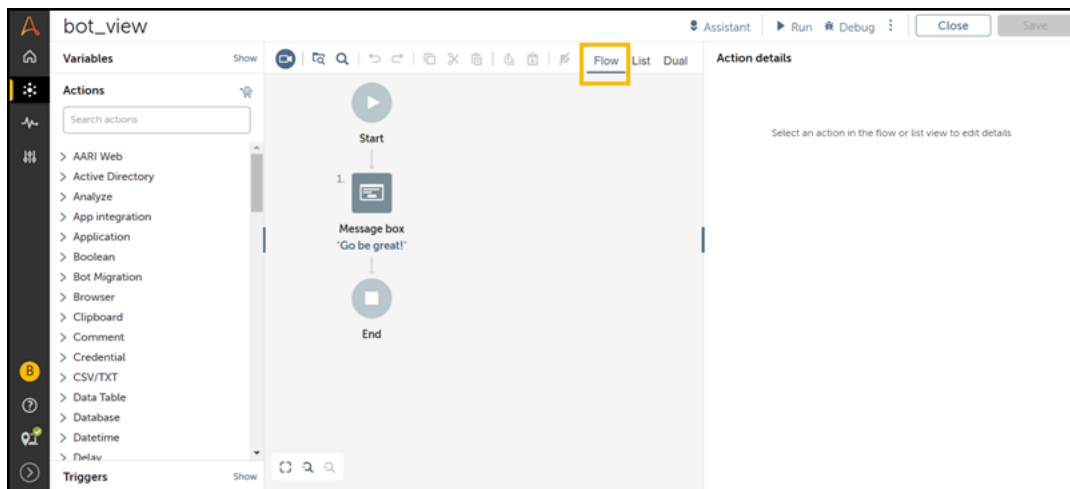 bot_view
Assistant
Run
Debug
Close
Save
Variables
Show
Flow
List
Dual
Action details
Actions
Search actions
Select an action in the flow or list view to edit details
AARI Web
Active Directory
Analyze
App integration
Application
Boolean
Bot Migration
Browser
Clipboard
Comment
Credential
CSV/TXT
Data Table
Database
Datetime
Delay
Triggers
Show
Start
1.
Message box
"Go be great!"
End
B